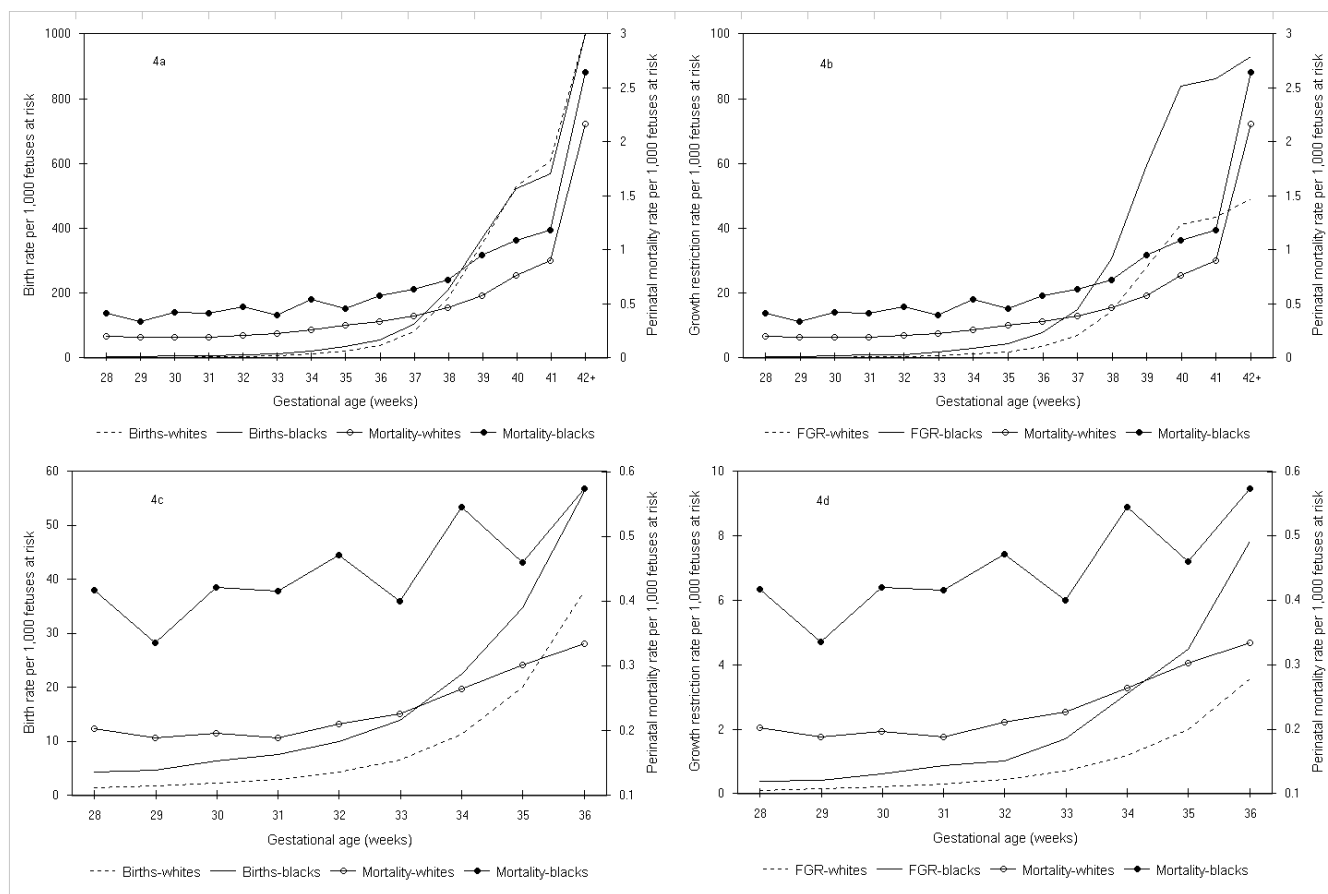 4a
Birth rate per 1,000 fetuses at risk
1000
800
600
400
200
0
Perinatal mortality rate per 1,000 fetuses at risk
3
2.5
2
1.5
1
0.5
0
28 29 30 31 32 33 34 35 36 37 38 39 40 41 42+
Gestational age (weeks)
Births-whites Births-blacks Mortality-whites Mortality-blacks
4b
Growth restriction rate per 1,000 fetuses at risk
100
80
60
40
20
0
Perinatal mortality rate per 1,000 fetuses at risk
3
2.5
2
1.5
1
0.5
0
28 29 30 31 32 33 34 35 36 37 38 39 40 41 42+
Gestational age (weeks)
FGR-whites FGR-blacks Mortality-whites Mortality-blacks
4c
Birth rate per 1,000 fetuses at risk
60
50
40
30
20
10
0
Perinatal mortality rate per 1,000 fetuses at risk
0.6
0.5
0.4
0.3
0.2
0.1
28 29 30 31 32 33 34 35 36
Gestational age (weeks)
Births-whites Births-blacks Mortality-whites Mortality-blacks
4d
Growth restriction rate per 1,000 fetuses at risk
10
8
6
4
2
0
Perinatal mortality rate per 1,000 fetuses at risk
0.6
0.5
0.4
0.3
0.2
0.1
28 29 30 31 32 33 34 35 36
Gestational age (weeks)
FGR-whites FGR-blacks Mortality-whites Mortality-blacks